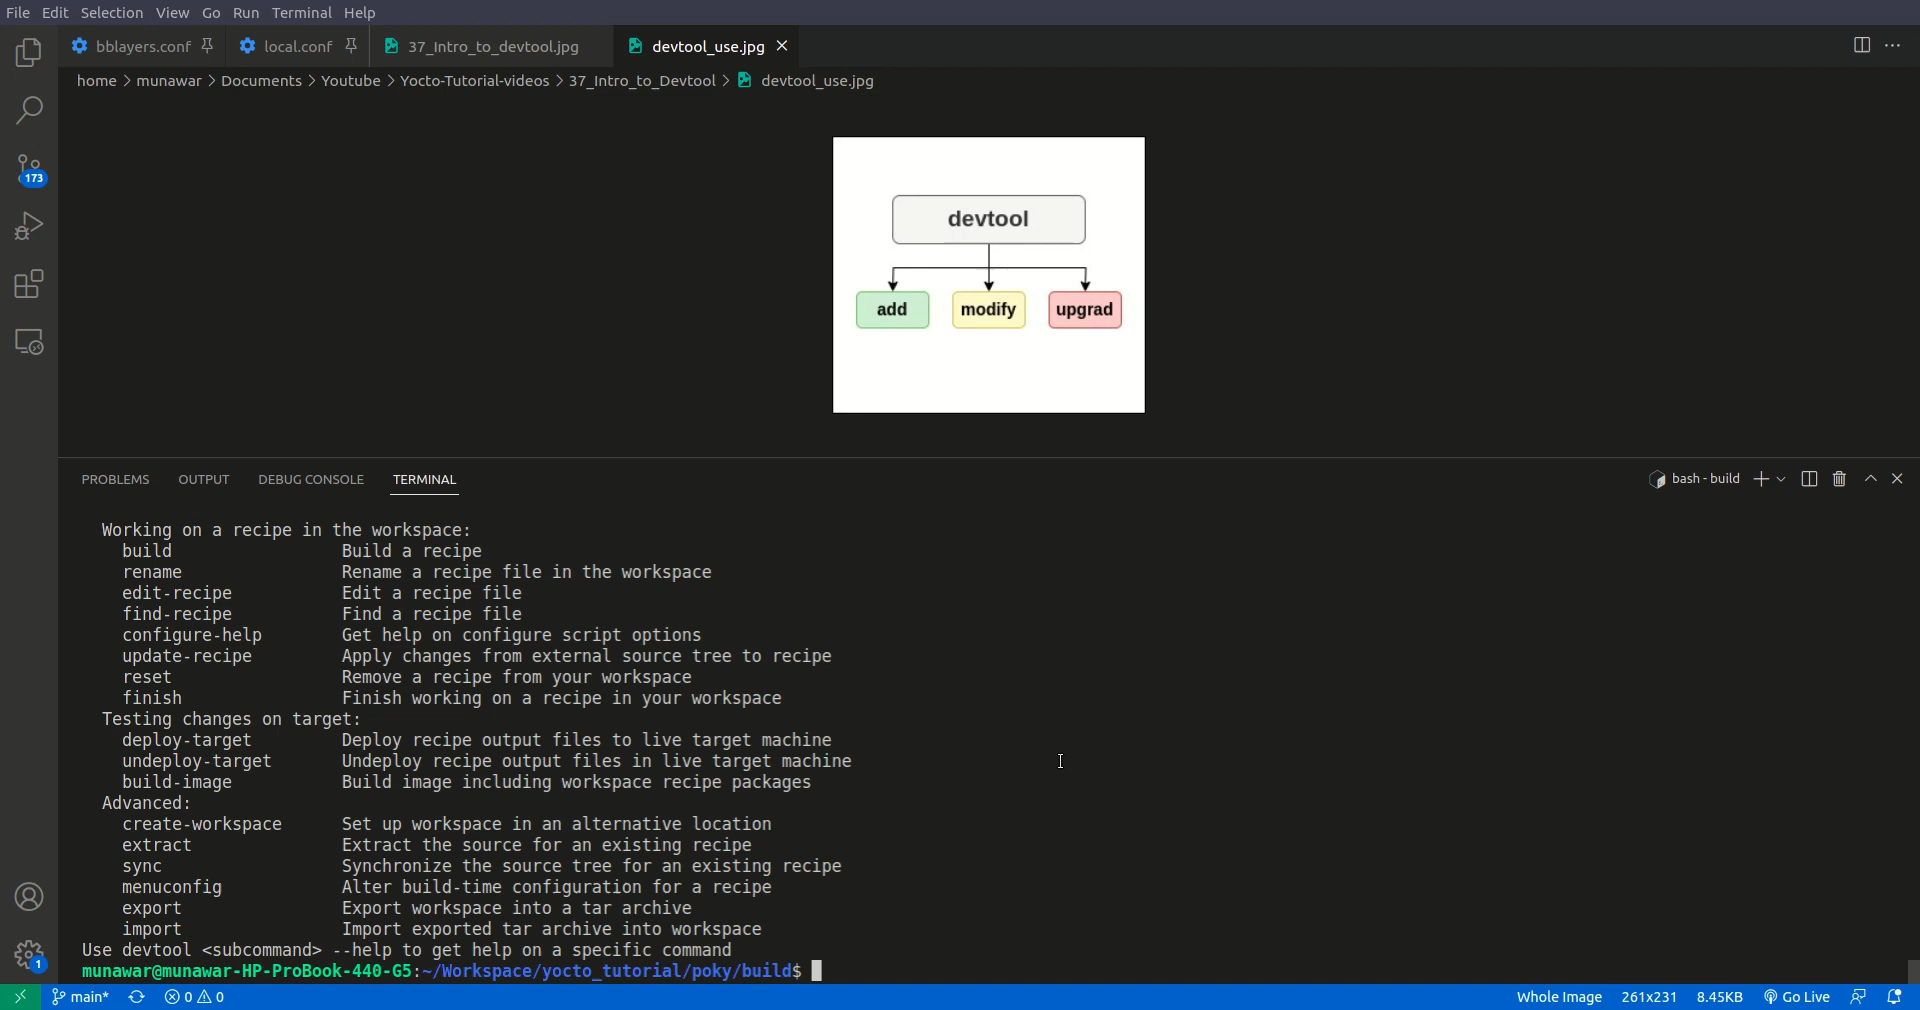 File Edit Selection View Go Run Terminal Help
bblayers.conf local.conf 37_Intro_to_devtool.jpg devtool_use.jpg
home > munawar > Documents > Youtube > Yocto-Tutorial-videos > 37_Intro_to_Devtool > devtool_use.jpg
173
devtool
add modify upgrad
PROBLEMS OUTPUT DEBUG CONSOLE TERMINAL bash - build
Working on a recipe in the workspace:
build Build a recipe
rename Rename a recipe file in the workspace
edit-recipe Edit a recipe file
find-recipe Find a recipe file
configure-help Get help on configure script options
update-recipe Apply changes from external source tree to recipe
reset Remove a recipe from your workspace
finish Finish working on a recipe in your workspace
Testing changes on target:
deploy-target Deploy recipe output files to live target machine
undeploy-target Undeploy recipe output files in live target machine
build-image Build image including workspace recipe packages
Advanced:
create-workspace Set up workspace in an alternative location
extract Extract the source for an existing recipe
sync Synchronize the source tree for an existing recipe
menuconfig Alter build-time configuration for a recipe
export Export workspace into a tar archive
import Import exported tar archive into workspace
Use devtool <subcommand> --help to get help on a specific command
1
munawar@munawar-HP-ProBook-440-G5:~/Workspace/yocto_tutorial/poky/build$
main* 0 0 Whole Image 261x231 8.45KB Go Live